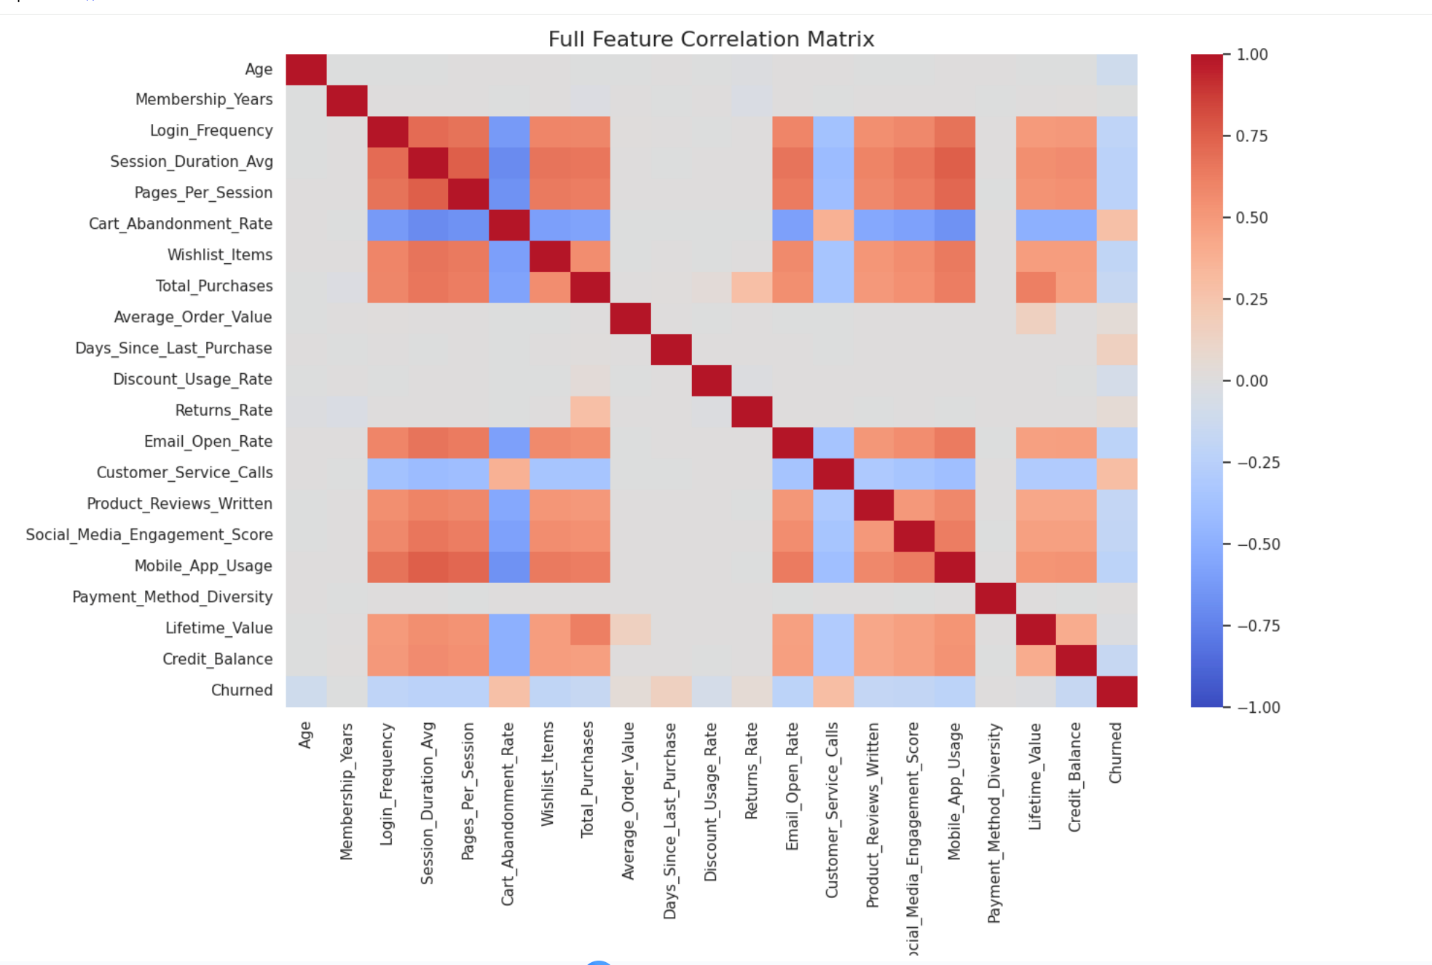 Full Feature Correlation Matrix
Age
Membership_Years
Login_Frequency
Session_Duration_Avg
Pages_Per_Session
Cart_Abandonment_Rate
Wishlist_Items
Total_Purchases
Average_Order_Value
Days_Since_Last_Purchase
Discount_Usage_Rate
Returns_Rate
Email_Open_Rate
Customer_Service_Calls
Product_Reviews_Written
Social_Media_Engagement_Score
Mobile_App_Usage
Payment_Method_Diversity
Lifetime_Value
Credit_Balance
Churned
Age
Membership_Years
Login_Frequency
Session_Duration_Avg
Pages_Per_Session
Cart_Abandonment_Rate
Wishlist_Items
Total_Purchases
Average_Order_Value
Days_Since_Last_Purchase
Discount_Usage_Rate
Returns_Rate
Email_Open_Rate
Customer_Service_Calls
Product_Reviews_Written
ocial_Media_Engagement_Score
Mobile_App_Usage
Payment_Method_Diversity
Lifetime_Value
Credit_Balance
Churned
1.00
0.75
0.50
0.25
0.00
−0.25
−0.50
−0.75
−1.00